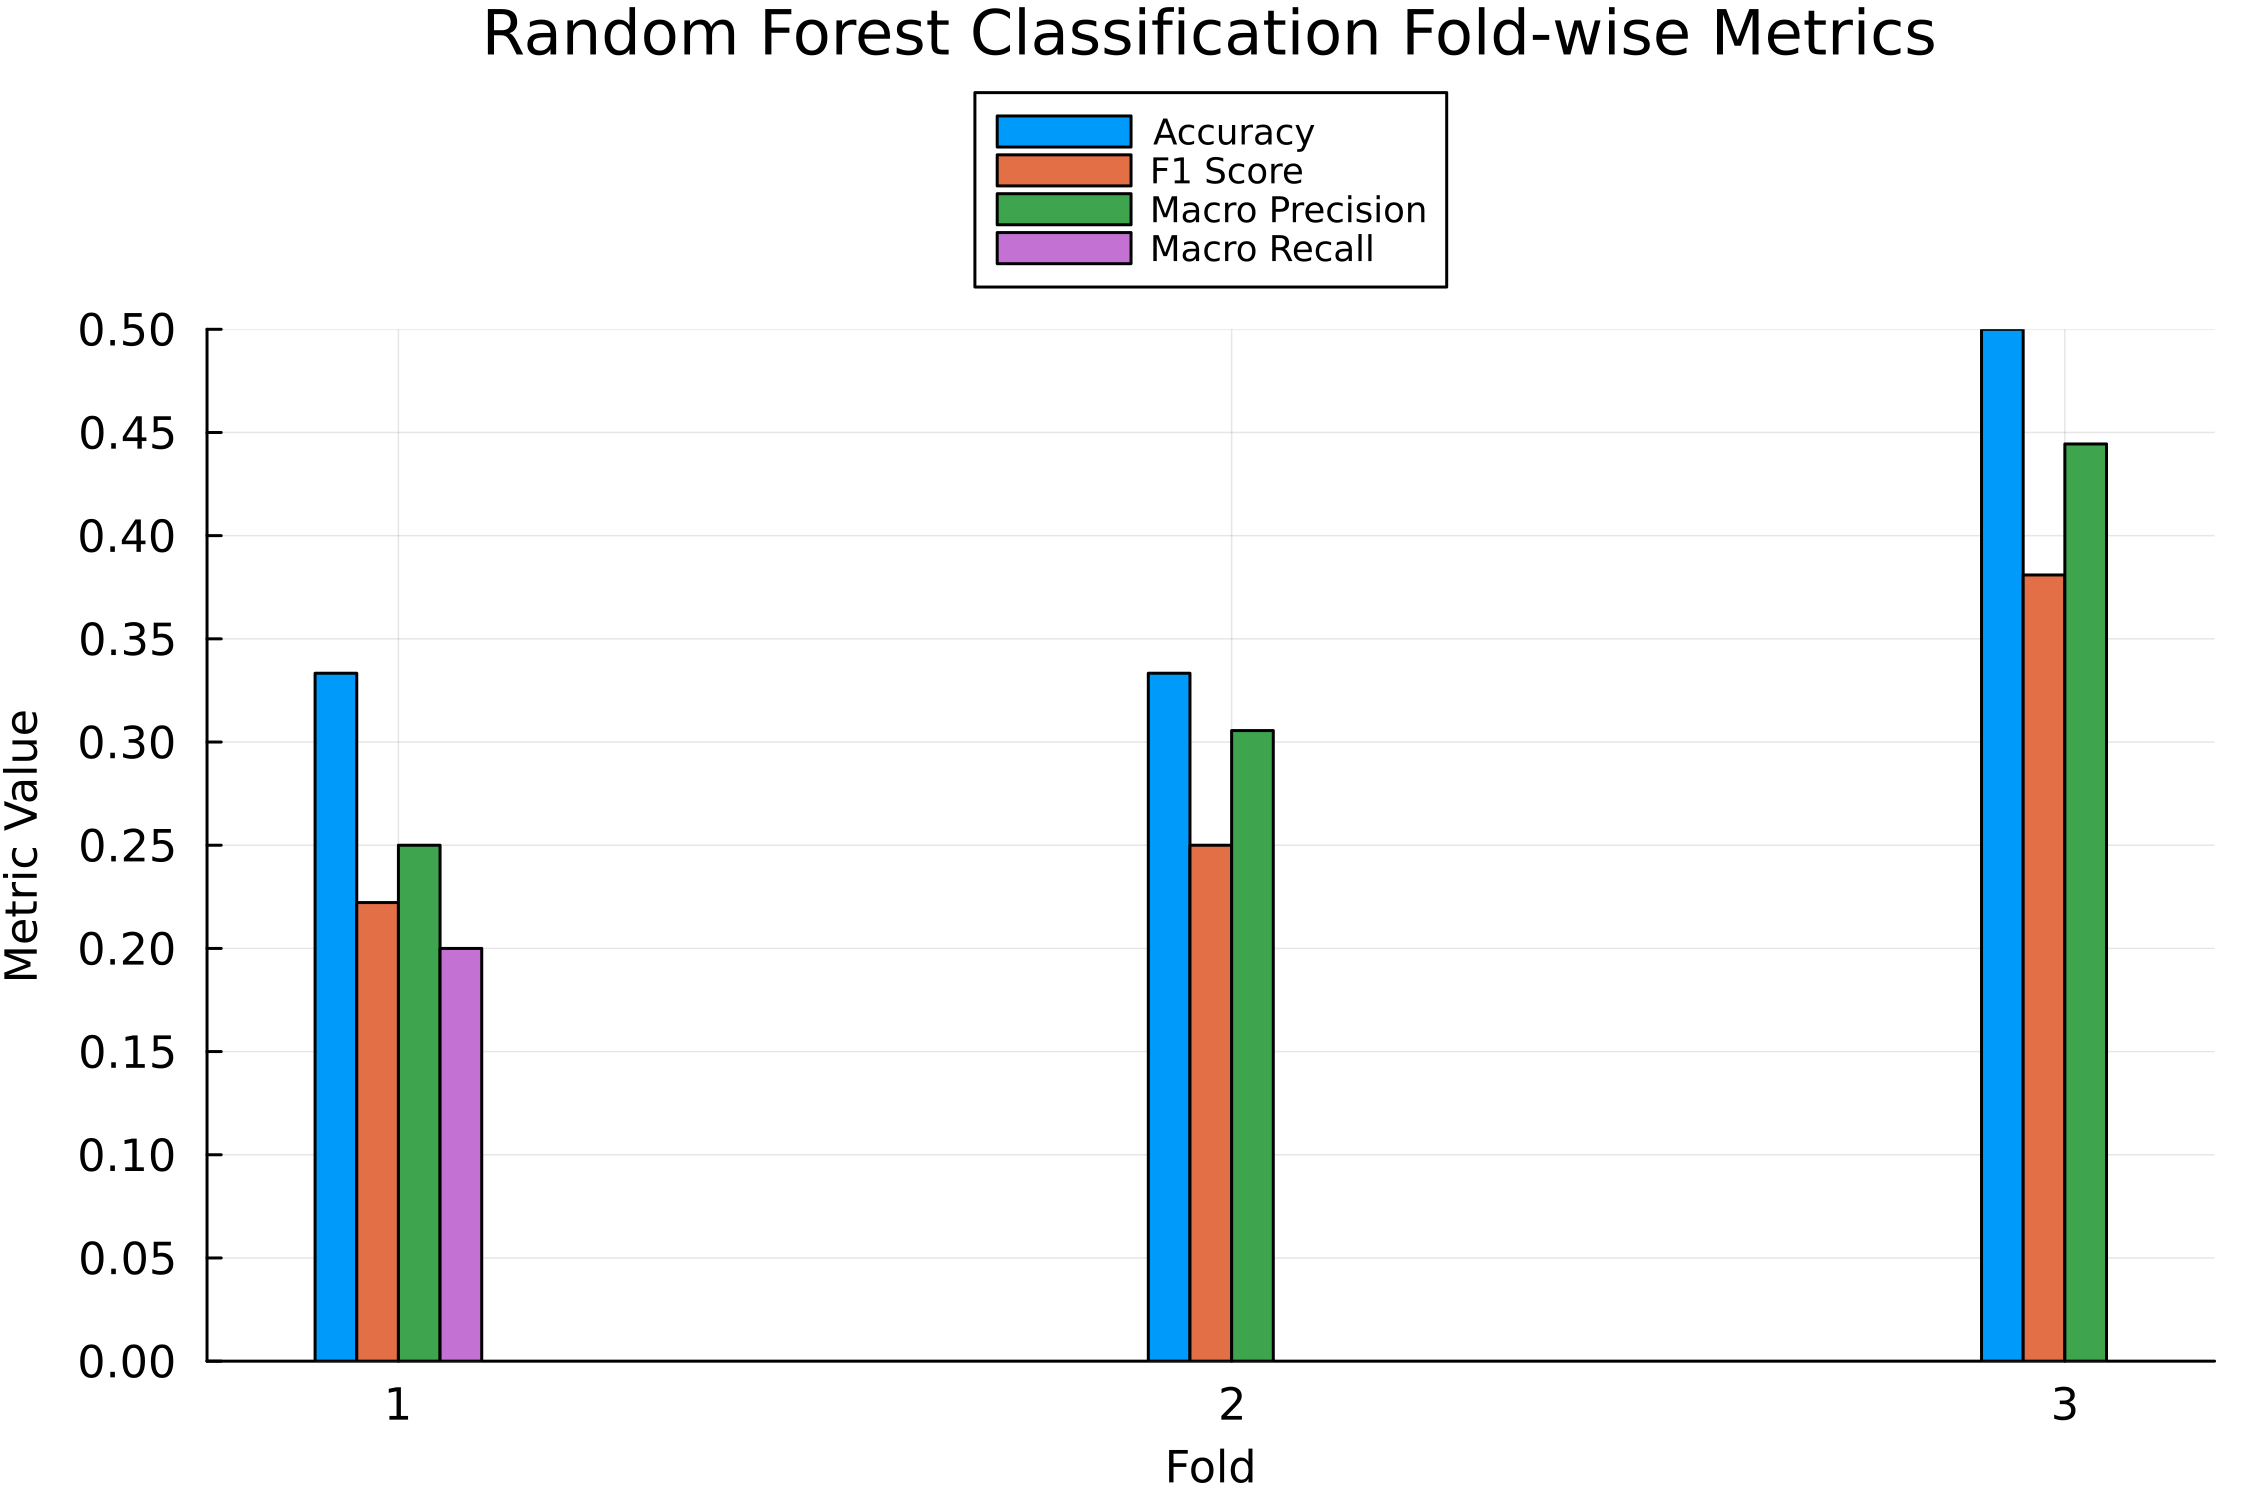 Random Forest Classification Fold-wise Metrics
Accuracy
F1 Score
Macro Precision
Macro Recall
0.50
0.45
0.40
0.35
0.30
0.25
0.20
0.15
0.10
0.05
0.00
Metric Value
1 2 3
Fold